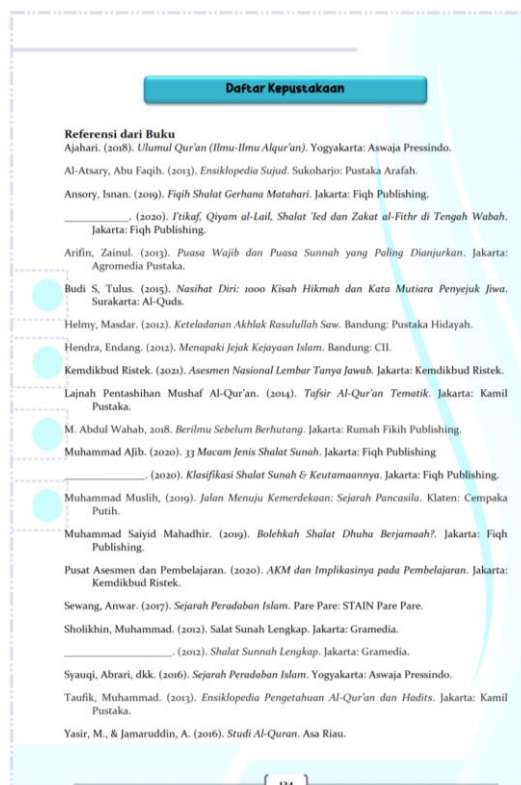 Daftar Kepustakaan
Referensi dari Buku
Ajahari. (2018). Ulumul Qur'an (Ilmu-Ilmu Alqur'an). Yogyakarta: Aswaja Pressindo.
Al-Atsary, Abu Faqih. (2013). Ensiklopedia Sujud. Sukoharjo: Pustaka Arafah.
Ansory, Isnan. (2019). Fiqih Shalat Gerhana Matahari. Jakarta: Fiqh Publishing.
____________. (2020). I'tikaf, Qiyam al-Lail, Shalat 'Ied dan Zakat al-Fithr di Tengah Wabah.
Jakarta: Fiqh Publishing.
Arifin, Zainul. (2013). Puasa Wajib dan Puasa Sunnah yang Paling Dianjurkan. Jakarta:
Agromedia Pustaka.
Budi S, Tulus. (2015). Nasihat Diri: 1000 Kisah Hikmah dan Kata Mutiara Penyejuk Jiwa.
Surakarta: Al-Quds.
Helmy, Masdar. (2012). Keteladanan Akhlak Rasulullah Saw. Bandung: Pustaka Hidayah.
Hendra, Endang. (2012). Menapaki Jejak Kejayaan Islam. Bandung: CII.
Kemdikbud Ristek. (2021). Asesmen Nasional Lembar Tanya Jawab. Jakarta: Kemdikbud Ristek.
Lajnah Pentashihan Mushaf Al-Qur'an. (2014). Tafsir Al-Qur'an Tematik. Jakarta: Kamil
Pustaka.
M. Abdul Wahab, 2018. Berilmu Sebelum Berhutang. Jakarta: Rumah Fikih Publishing.
Muhammad AJib. (2020). 33 Macam Jenis Shalat Sunah. Jakarta: Fiqh Publishing
_______________. (2020). Klasifikasi Shalat Sunah & Keutamaannya. Jakarta: Fiqh Publishing.
Muhammad Muslih, (2019). Jalan Menuju Kemerdekaan: Sejarah Pancasila. Klaten: Cempaka
Putih.
Muhammad Saiyid Mahadhir. (2019). Bolehkah Shalat Dhuha Berjamaah?. Jakarta: Fiqh
Publishing.
Pusat Asesmen dan Pembelajaran. (2020). AKM dan Implikasinya pada Pembelajaran. Jakarta:
Kemdikbud Ristek.
Sewang, Anwar. (2017). Sejarah Peradaban Islam. Pare Pare: STAIN Pare Pare.
Sholikhin, Muhammad. (2012). Salat Sunah Lengkap. Jakarta: Gramedia.
____________________. (2012). Shalat Sunnah Lengkap. Jakarta: Gramedia.
Syauqi, Abrari, dkk. (2016). Sejarah Peradaban Islam. Yogyakarta: Aswaja Pressindo.
Taufik, Muhammad. (2013). Ensiklopedia Pengetahuan Al-Qur'an dan Hadits. Jakarta: Kamil
Pustaka.
Yasir, M., & Jamaruddin, A. (2016). Studi Al-Quran. Asa Riau.